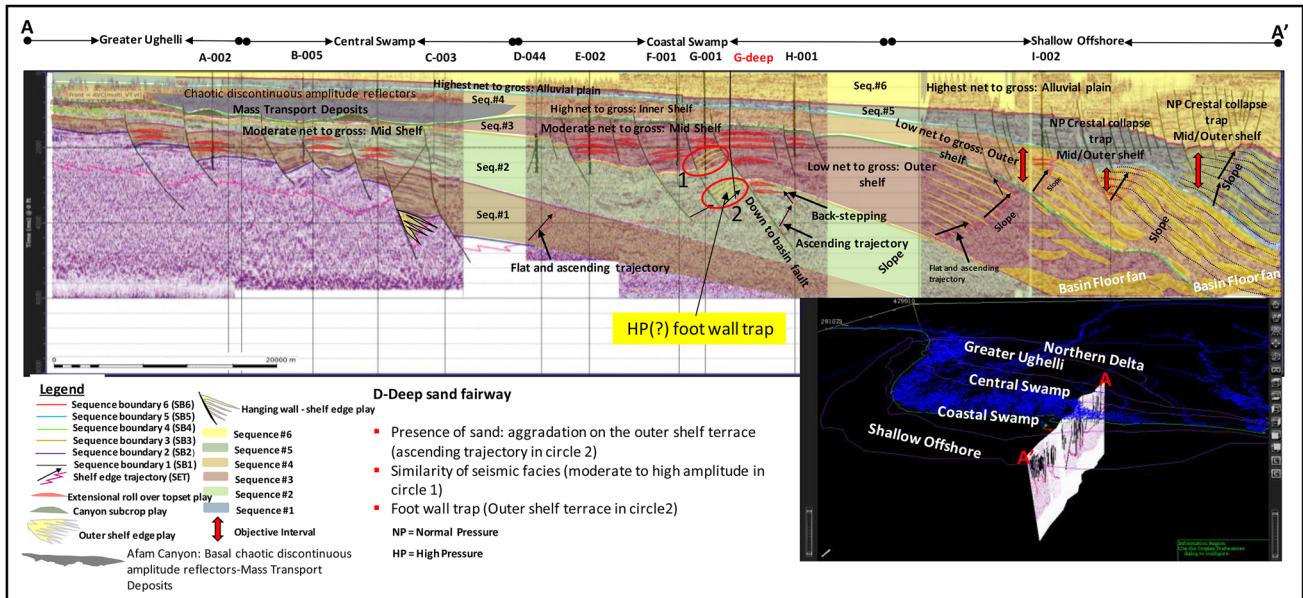 A
A'
Greater Ughelli
Central Swamp
Coastal Swamp
Shallow Offshore
A-002
B-005
C-003
D-044
E-002
F-001
G-001
G-deep
H-001
I-002
Highest net to gross: Alluvial plain
Seq.#6
Highest net to gross: Alluvial plain
Chaotic discontinuous amplitude reflectors
Seq.#4
Mass Transport Deposits
High net to gross: Inner Shelf
Seq.#5
NP Crestal collapse
trap
Mid/Outer shelf
Moderate net to gross: Mid Shelf
Seq.#3
Moderate net to gross: Mid Shelf
Low net to gross: Outer
shelf
NP Crestal collapse
trap
Mid/Outer shelf
Seq.#2
1
Low net to gross: Outer
shelf
Slope
Slope
Seq.#1
2
Down to basin fault
Back-stepping
Slope
Slope
Ascending trajectory
Flat and ascending trajectory
Slope
Flat and ascending
trajectory
Basin Floor fan
Basin Floor fan
HP(?) foot wall trap
0
20000 m
Legend
Sequence boundary 6 (SB6)
Sequence boundary 5 (SB5)
Sequence boundary 4 (SB4)
Sequence boundary 3 (SB3)
Sequence boundary 2 (SB2)
Sequence boundary 1 (SB1)
Shelf edge trajectory (SET)
Extensional roll over topset play
Canyon subcrop play
Outer shelf edge play
Afam Canyon: Basal chaotic discontinuous
amplitude reflectors-Mass Transport
Deposits
Hanging wall - shelf edge play
Sequence #6
Sequence #5
Sequence #4
Sequence #3
Sequence #2
Sequence #1
Objective Interval
D-Deep sand fairway
Presence of sand: aggradation on the outer shelf terrace
(ascending trajectory in circle 2)
Similarity of seismic facies (moderate to high amplitude in
circle 1)
Foot wall trap (Outer shelf terrace in circle2)
NP = Normal Pressure
HP = High Pressure
Northern Delta
Greater Ughelli
Central Swamp
Coastal Swamp
Shallow Offshore
A
A'